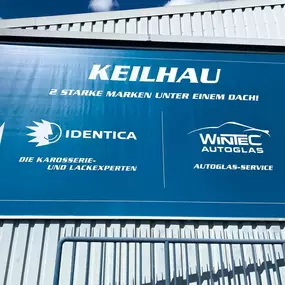 KEILHAU
2 STARKE MARKEN UNTER EINEM DACH!
IDENTICA
DIE KAROSSERIE-
UND LACKEXPERTEN
WINTEC
AUTOGLAS
AUTOGLAS-SERVICE